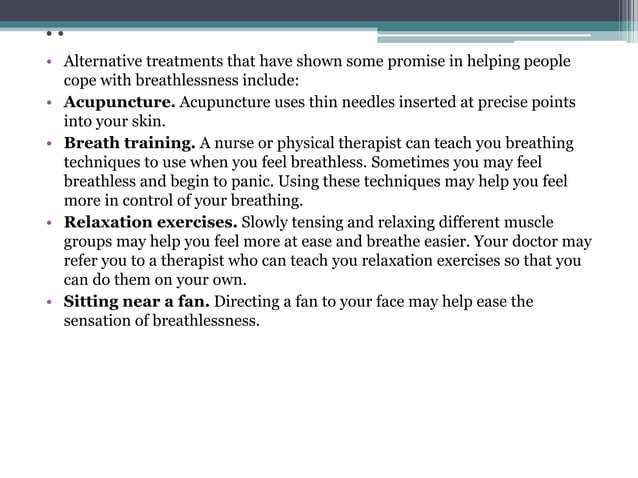 ..
• Alternative treatments that have shown some promise in helping people
cope with breathlessness include:
• Acupuncture. Acupuncture uses thin needles inserted at precise points
into your skin.
• Breath training. A nurse or physical therapist can teach you breathing
techniques to use when you feel breathless. Sometimes you may feel
breathless and begin to panic. Using these techniques may help you feel
more in control of your breathing.
• Relaxation exercises. Slowly tensing and relaxing different muscle
groups may help you feel more at ease and breathe easier. Your doctor may
refer you to a therapist who can teach you relaxation exercises so that you
can do them on your own.
• Sitting near a fan. Directing a fan to your face may help ease the
sensation of breathlessness.